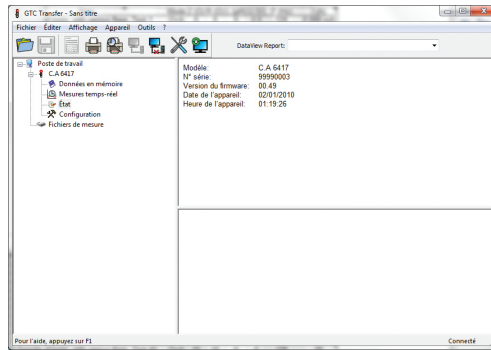 GTC Transfer - Sans titre
Fichier Éditer Affichage Appareil Outils ?
DataView Report:
Poste de travail
C.A 6417
Données en mémoire
Mesures temps-réel
État
Configuration
Fichiers de mesure
Modèle: C.A 6417
N° série: 99990003
Version du firmware: 00.49
Date de l'appareil: 02/01/2010
Heure de l'appareil: 01:19:26
Pour l'aide, appuyez sur F1
Connecté